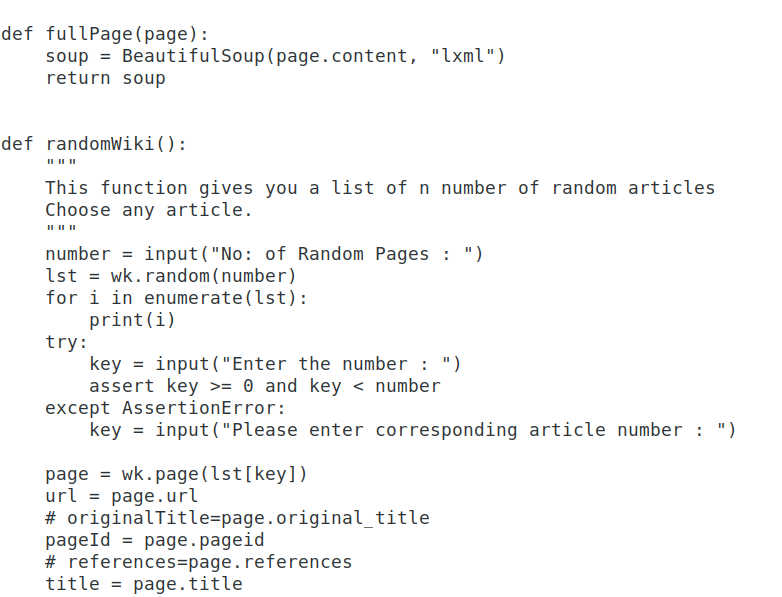 def fullPage(page):
    soup = BeautifulSoup(page.content, "lxml")
    return soup
def randomWiki():
    """
    This function gives you a list of n number of random articles
    Choose any article.
    """
    number = input("No: of Random Pages : ")
    lst = wk.random(number)
    for i in enumerate(lst):
        print(i)
    try:
        key = input("Enter the number : ")
        assert key >= 0 and key < number
    except AssertionError:
        key = input("Please enter corresponding article number : ")
    page = wk.page(lst[key])
    url = page.url
    # originalTitle=page.original_title
    pageId = page.pageid
    # references=page.references
    title = page.title